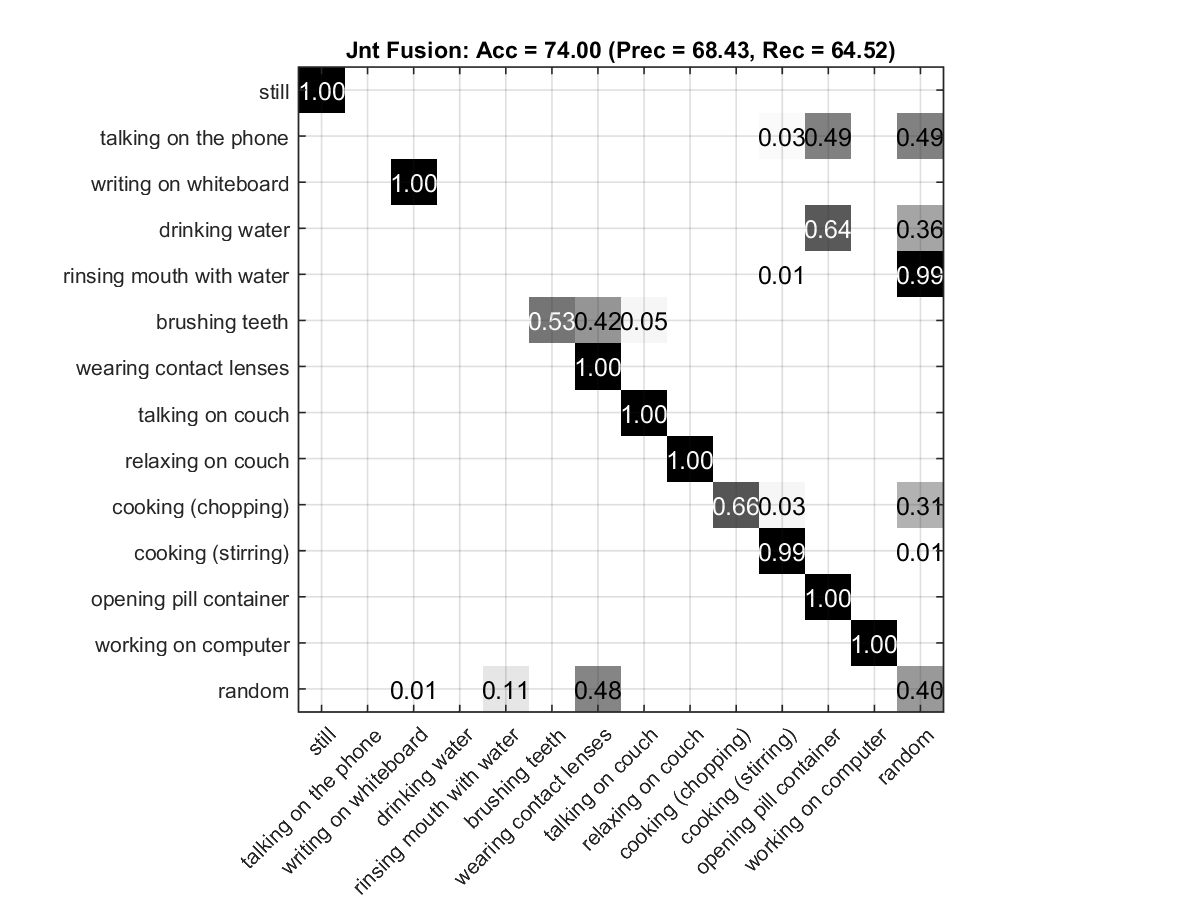 Jnt Fusion: Acc = 74.00 (Prec = 68.43, Rec = 64.52)
still 1.00
talking on the phone 0.03 0.49 0.49
writing on whiteboard 1.00
drinking water 0.64 0.36
rinsing mouth with water 0.01 0.99
brushing teeth 0.53 0.42 0.05
wearing contact lenses 1.00
talking on couch 1.00
relaxing on couch 1.00
cooking (chopping) 0.66 0.03 0.31
cooking (stirring) 0.99 0.01
opening pill container 1.00
working on computer 1.00
random 0.01 0.11 0.48 0.40
still
talking on the phone
writing on whiteboard
drinking water
rinsing mouth with water
brushing teeth
wearing contact lenses
talking on couch
relaxing on couch
cooking (chopping)
cooking (stirring)
opening pill container
working on computer
random